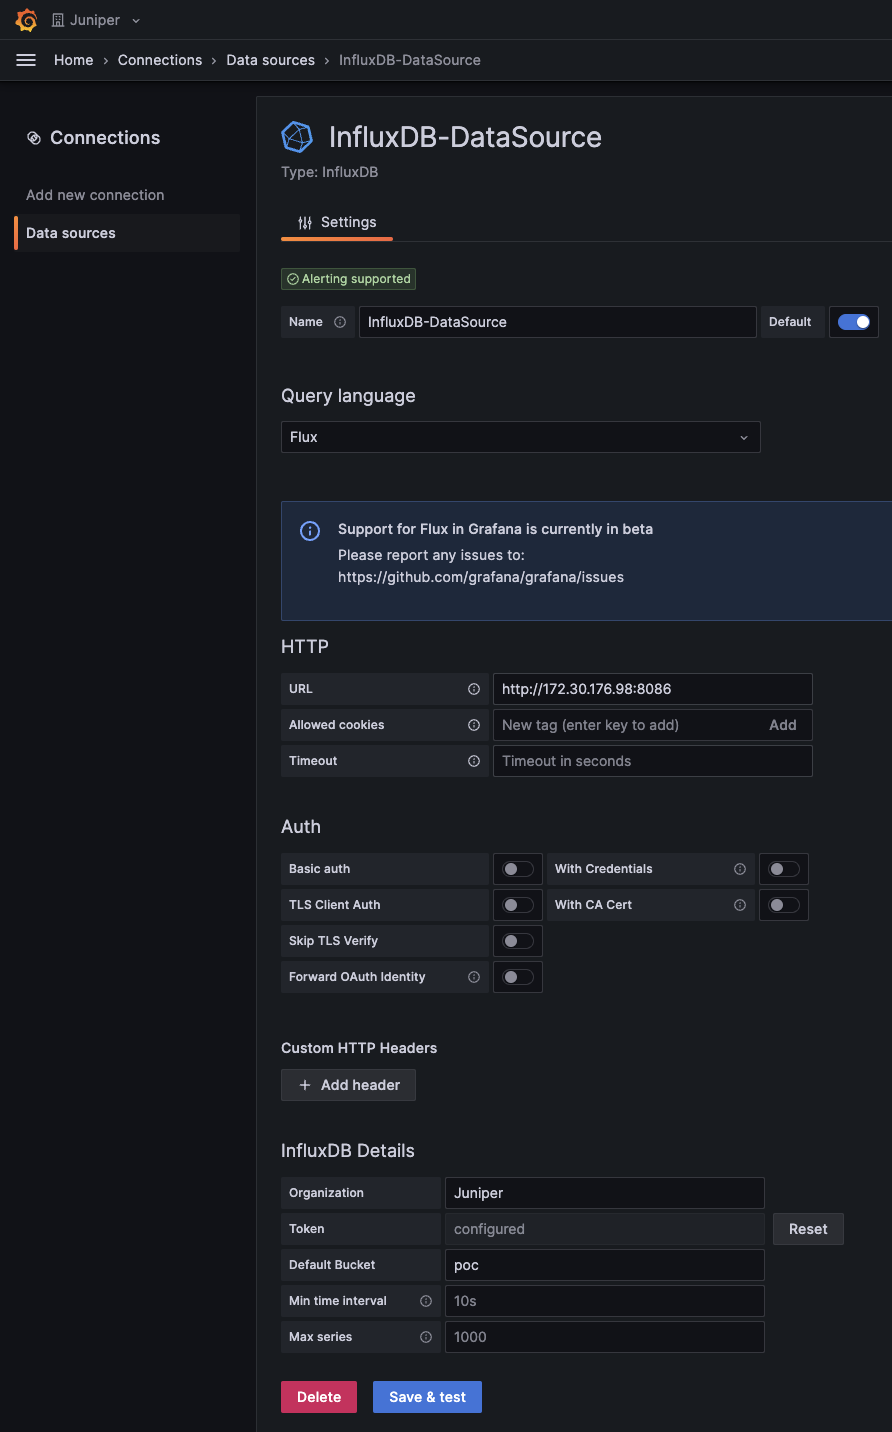 Juniper
Home › Connections › Data sources › InfluxDB-DataSource
Connections
Add new connection
Data sources
InfluxDB-DataSource
Type: InfluxDB
Settings
Alerting supported
Name InfluxDB-DataSource Default
Query language
Flux
Support for Flux in Grafana is currently in beta
Please report any issues to:
https://github.com/grafana/grafana/issues
HTTP
URL http://172.30.176.98:8086
Allowed cookies New tag (enter key to add) Add
Timeout Timeout in seconds
Auth
Basic auth With Credentials
TLS Client Auth With CA Cert
Skip TLS Verify
Forward OAuth Identity
Custom HTTP Headers
+ Add header
InfluxDB Details
Organization Juniper
Token configured Reset
Default Bucket poc
Min time interval 10s
Max series 1000
Delete Save & test